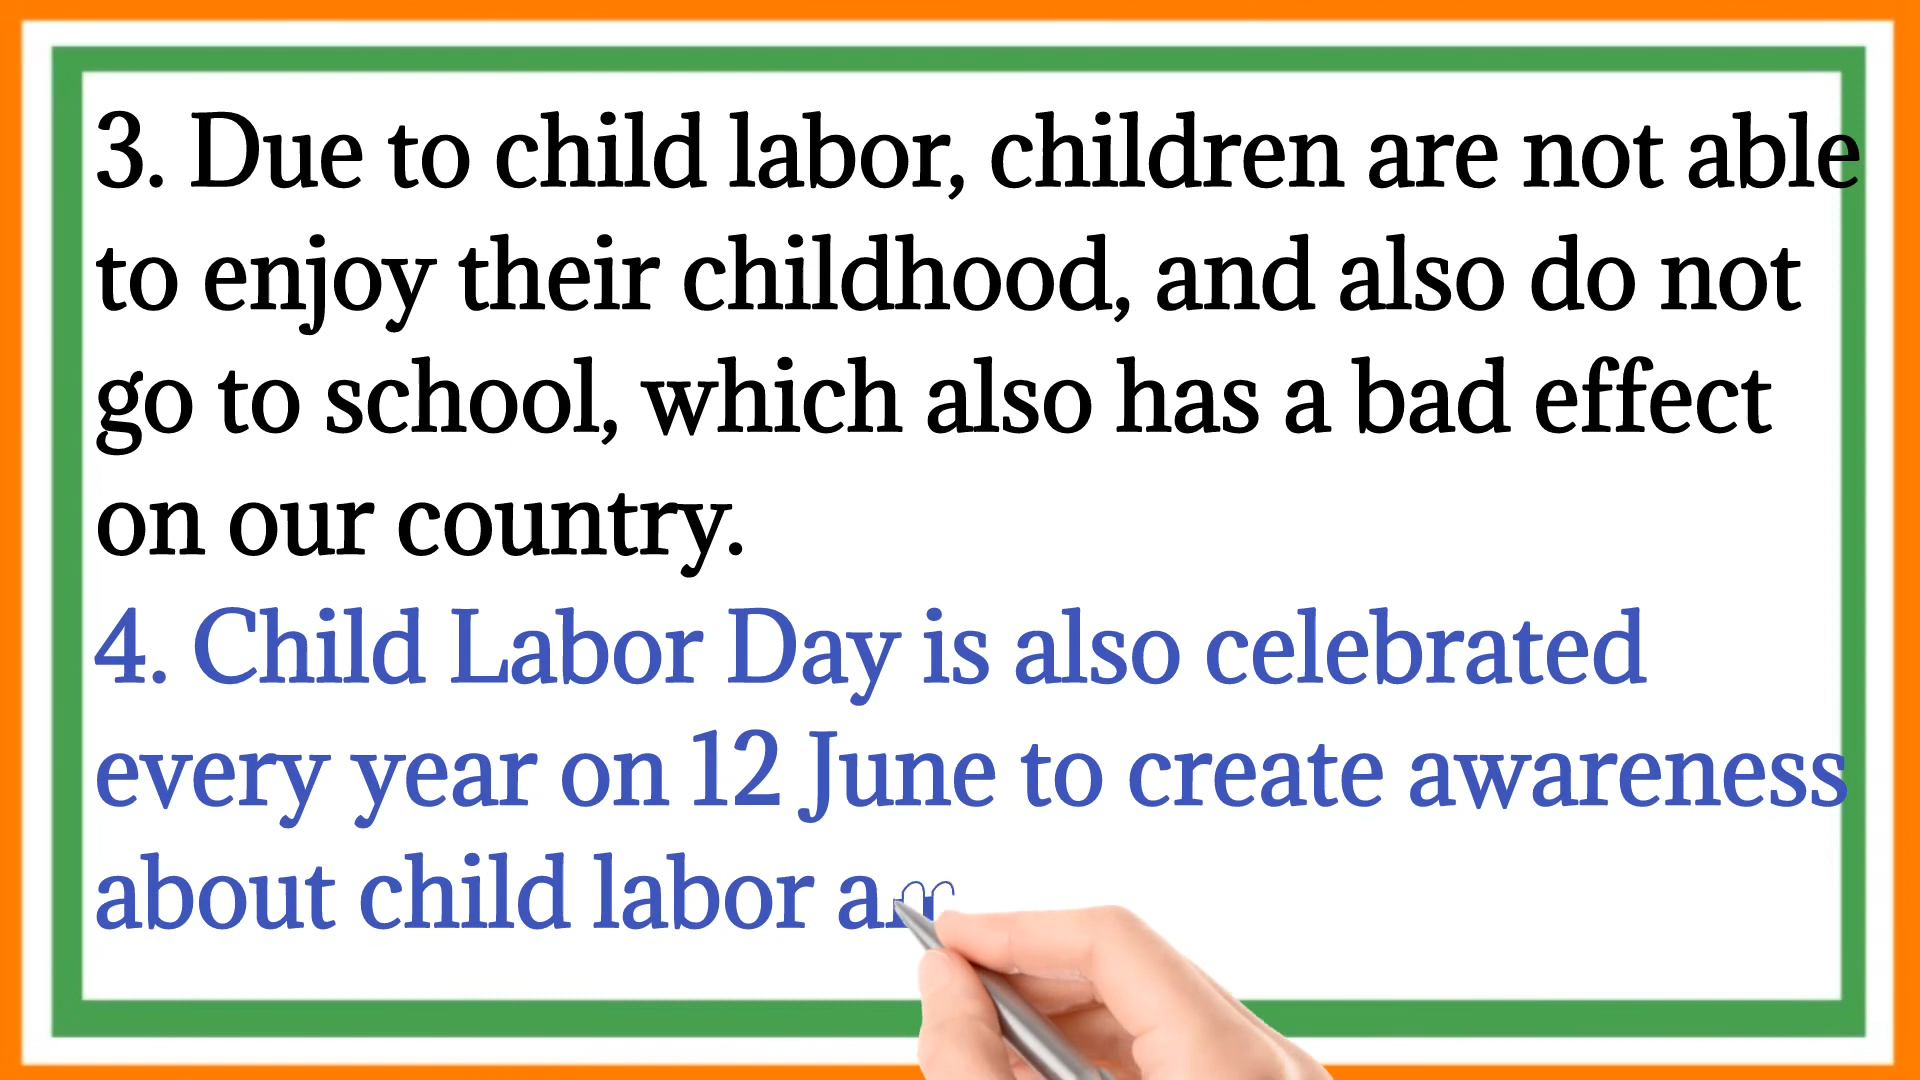 3. Due to child labor, children are not able
to enjoy their childhood, and also do not
go to school, which also has a bad effect
on our country.
4. Child Labor Day is also celebrated
every year on 12 June to create awareness
about child labor